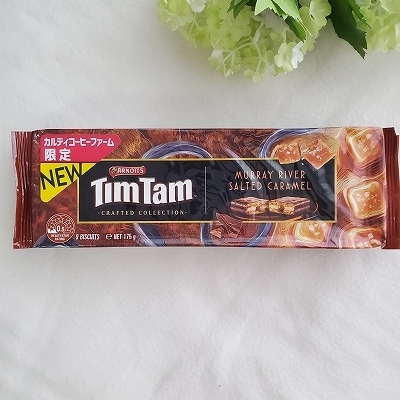 カルディコーヒーファーム
限定
NEW
ARNOTT'S
TimTam
CRAFTED COLLECTION
MURRAY RIVER
SALTED CARAMEL
9 BISCUITS
e NET 175g